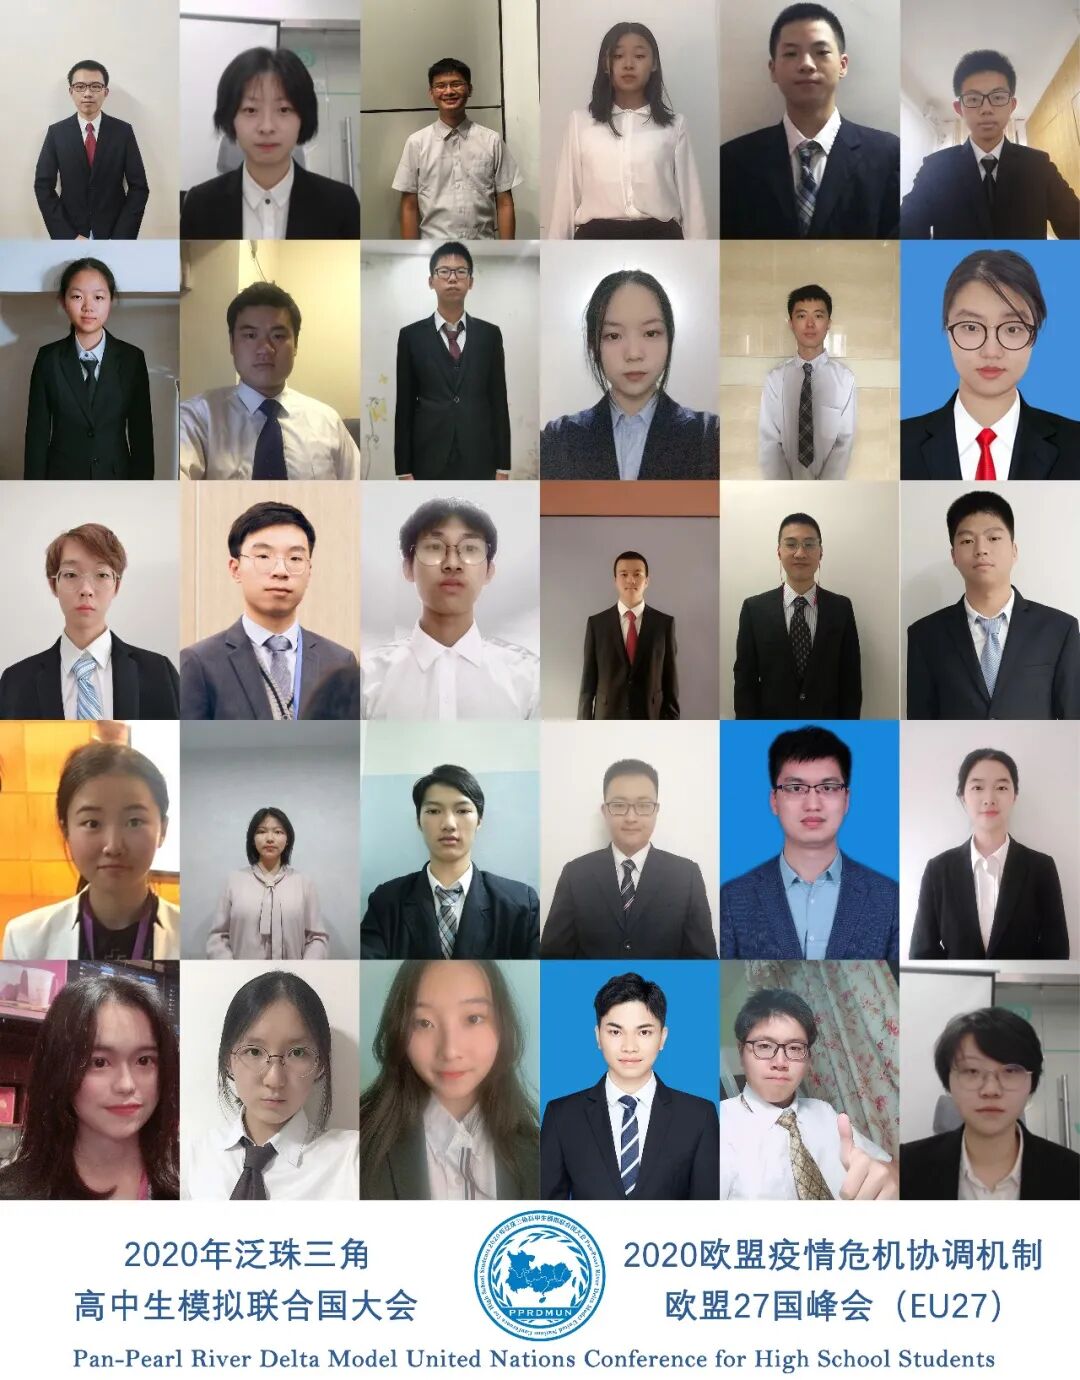 2020年泛珠三角
高中生模拟联合国大会
PPRDMUN
2020欧盟疫情危机协调机制
欧盟27国峰会（EU27）
Pan-Pearl River Delta Model United Nations Conference for High School Students